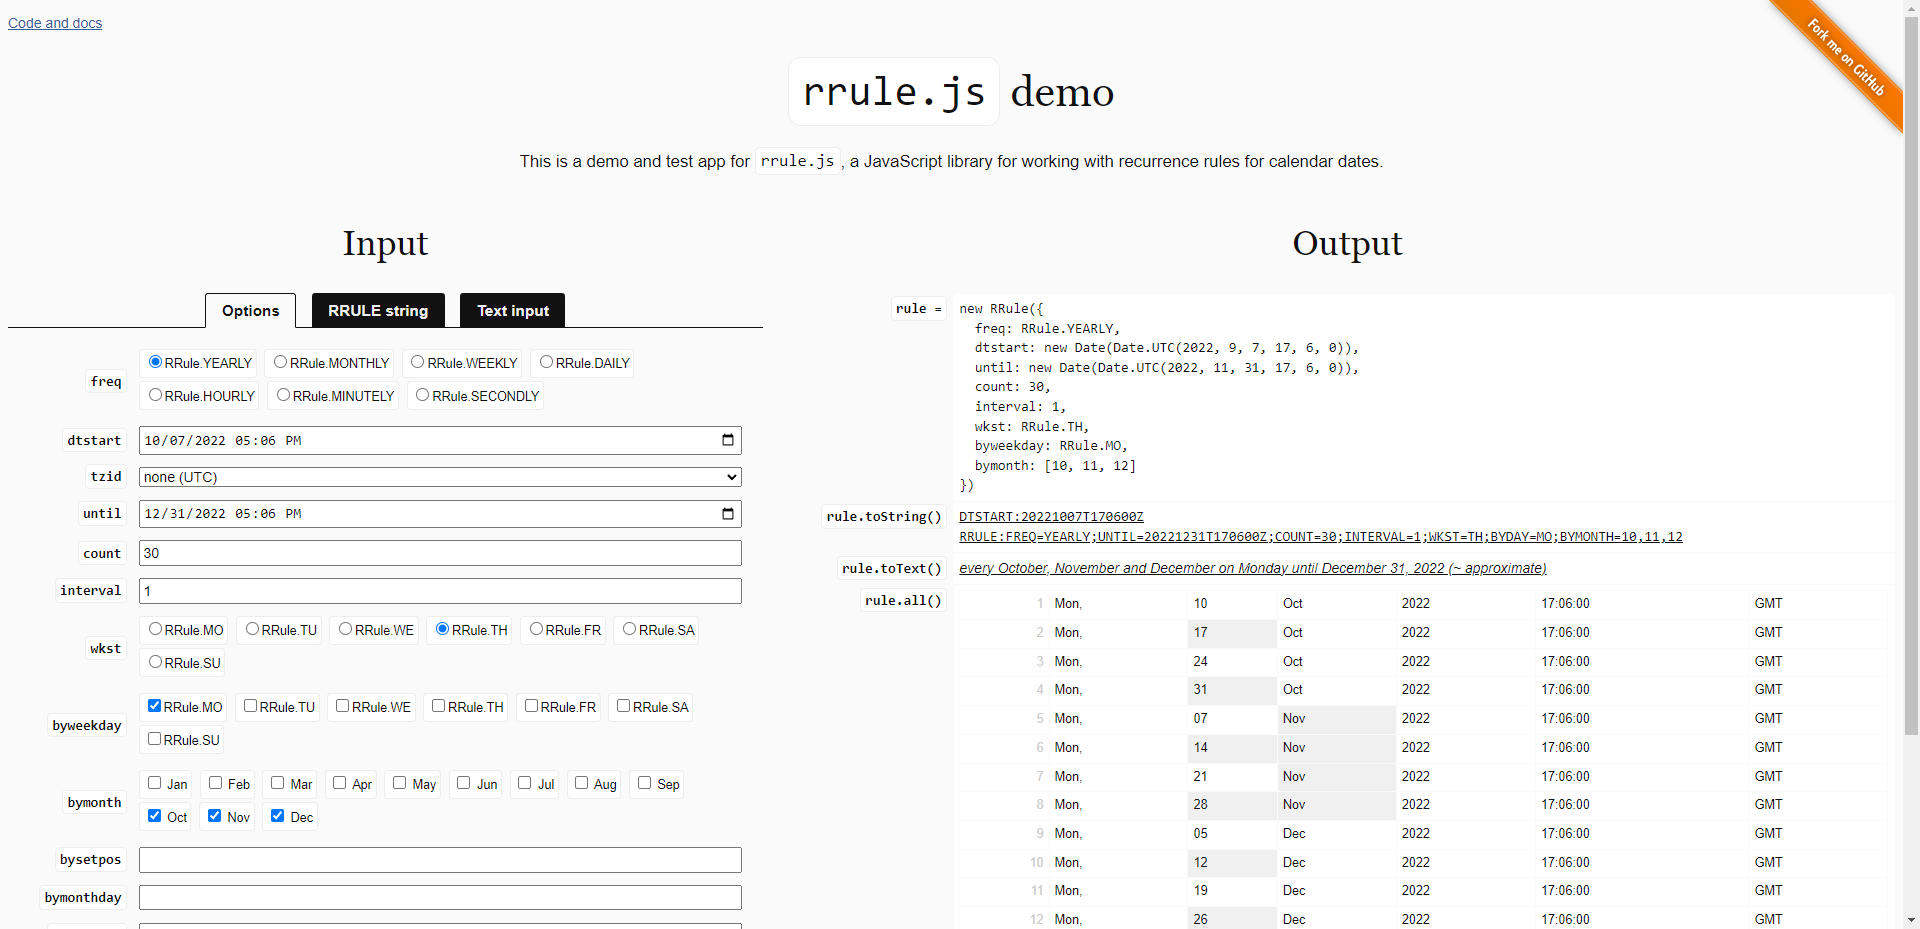 Code and docs
Fork me on GitHub
rrule.js demo
This is a demo and test app for rrule.js, a JavaScript library for working with recurrence rules for calendar dates.
Input
Options RRULE string Text input
freq
RRule.YEARLY RRule.MONTHLY RRule.WEEKLY RRule.DAILY
RRule.HOURLY RRule.MINUTELY RRule.SECONDLY
dtstart 10/07/2022 05:06 PM
tzid none (UTC)
until 12/31/2022 05:06 PM
count 30
interval 1
wkst
RRule.MO RRule.TU RRule.WE RRule.TH RRule.FR RRule.SA
RRule.SU
byweekday
RRule.MO RRule.TU RRule.WE RRule.TH RRule.FR RRule.SA
RRule.SU
bymonth
Jan Feb Mar Apr May Jun Jul Aug Sep
Oct Nov Dec
bysetpos
bymonthday
Output
rule = new RRule({
freq: RRule.YEARLY,
dtstart: new Date(Date.UTC(2022, 9, 7, 17, 6, 0)),
until: new Date(Date.UTC(2022, 11, 31, 17, 6, 0)),
count: 30,
interval: 1,
wkst: RRule.TH,
byweekday: RRule.MO,
bymonth: [10, 11, 12]
})
rule.toString() DTSTART:20221007T170600Z
RRULE:FREQ=YEARLY;UNTIL=20221231T170600Z;COUNT=30;INTERVAL=1;WKST=TH;BYDAY=MO;BYMONTH=10,11,12
rule.toText() every October, November and December on Monday until December 31, 2022 (~ approximate)
rule.all()
1 Mon, 10 Oct 2022 17:06:00 GMT
2 Mon, 17 Oct 2022 17:06:00 GMT
3 Mon, 24 Oct 2022 17:06:00 GMT
4 Mon, 31 Oct 2022 17:06:00 GMT
5 Mon, 07 Nov 2022 17:06:00 GMT
6 Mon, 14 Nov 2022 17:06:00 GMT
7 Mon, 21 Nov 2022 17:06:00 GMT
8 Mon, 28 Nov 2022 17:06:00 GMT
9 Mon, 05 Dec 2022 17:06:00 GMT
10 Mon, 12 Dec 2022 17:06:00 GMT
11 Mon, 19 Dec 2022 17:06:00 GMT
12 Mon, 26 Dec 2022 17:06:00 GMT